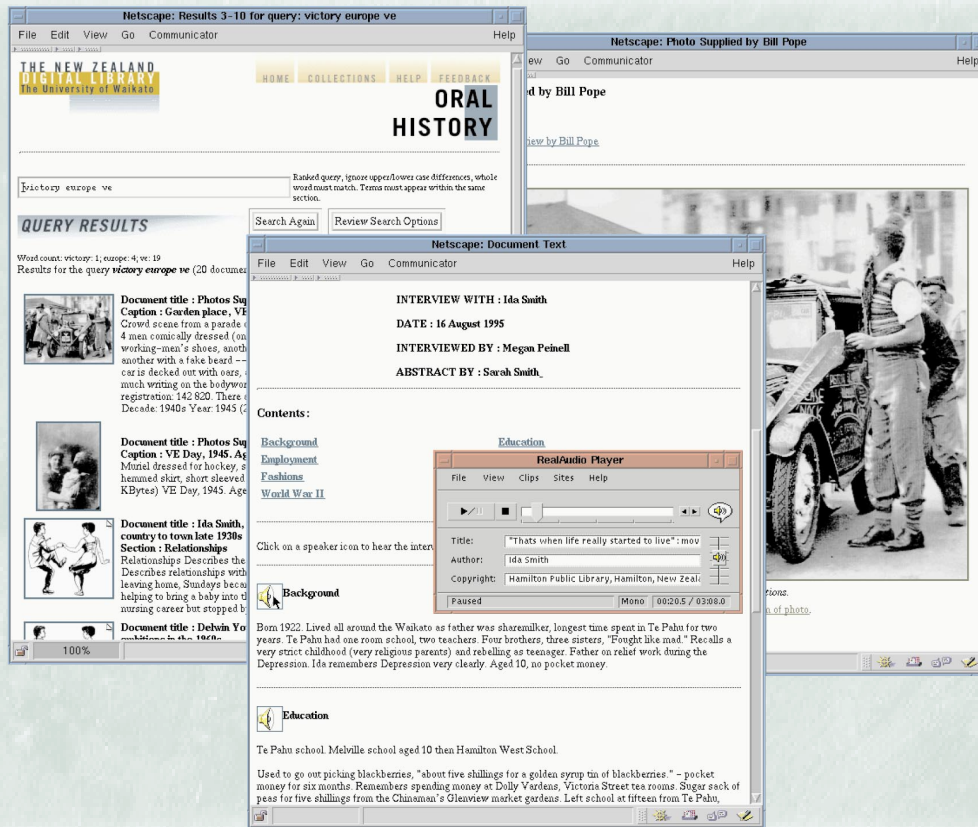 Netscape: Results 3-10 for query: victory europe ve
File Edit View Go Communicator Help
THE NEW ZEALAND
DIGITAL LIBRARY
The University of Waikato
HOME COLLECTIONS HELP FEEDBACK
ORAL
HISTORY
victory europe ve
Ranked query, ignore upper/lower case differences, whole
word must match. Terms must appear within the same
section.
QUERY RESULTS
Search Again Review Search Options
Word count: victory: 1; europe: 4; ve: 19
Results for the query victory europe ve (20 documen
Document title : Photos Sup
Caption : Garden place, VE
Crowd scene from a parade o
4 men comically dressed (on
working-men's shoes, anoth
another with a fake beard --
car is decked out with oars,
much writing on the bodywor
registration: 142 820. There
Decade: 1940s Year: 1945 (2
Document title : Photos Sup
Caption : VE Day, 1945. Ag
Muriel dressed for hockey, s
hemmed skirt, short sleeved
KBytes) VE Day, 1945. Age
Document title : Ida Smith,
country to town late 1930s
Section : Relationships
Relationships Describes the
Describes relationships with
leaving home, Sundays becam
helping to bring a baby into t
nursing career but stopped b
Document title : Delwin Yo
ambitions in the 1960s
100%
Netscape: Photo Supplied by Bill Pope
ew Go Communicator Help
d by Bill Pope
iew by Bill Pope
tions.
n of photo.
Netscape: Document Text
File Edit View Go Communicator Help
INTERVIEW WITH : Ida Smith
DATE : 16 August 1995
INTERVIEWED BY : Megan Peinell
ABSTRACT BY : Sarah Smith_
Contents:
Background Education
Employment
Fashions
World War II
Click on a speaker icon to hear the interv
Background
Born 1922. Lived all around the Waikato as father was sharemilker, longest time spent in Te Pahu for two
years. Te Pahu had one room school, two teachers. Four brothers, three sisters, "Fought like mad." Recalls a
very strict childhood (very religious parents) and rebelling as teenager. Father on relief work during the
Depression. Ida remembers Depression very clearly. Aged 10, no pocket money.
Education
Te Pahu school. Melville school aged 10 then Hamilton West School.
Used to go out picking blackberries, "about five shillings for a golden syrup tin of blackberries." - pocket
money for six months. Remembers spending money at Dolly Vardens, Victoria Street tea rooms. Sugar sack of
peas for five shillings from the Chinaman's Glenview market gardens. Left school at fifteen from Te Pahu,
RealAudio Player
File View Clips Sites Help
Title: "Thats when life really started to live" : mov
Author: Ida Smith
Copyright: Hamilton Public Library, Hamilton, New Zeal
Paused Mono 00:20.5 / 03:08.0